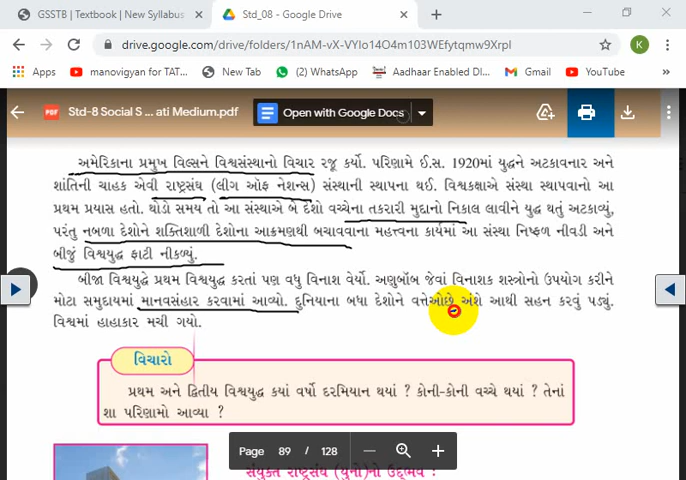 GSSTB | Textbook | New Syllabus
Std_08 - Google Drive
drive.google.com/drive/folders/1nAM-vX-VYIo14O4m103WEfytqmw9Xrpl
K
Apps manovigyan for TAT... New Tab (2) WhatsApp Aadhaar Enabled DI... Gmail YouTube
PDF Std-8 Social S ... ati Medium.pdf Open with Google Docs
અમેરિકાના પ્રમુખ વિલ્સને વિશ્વસંસ્થાનો વિચાર રજૂ કર્યો. પરિણામે ઈ.સ. 1920માં યુદ્ધને અટકાવનાર અને
શાંતિની ચાહક એવી રાષ્ટ્રસંઘ (લીગ ઑફ નેશન્સ) સંસ્થાની સ્થાપના થઈ. વિશ્વકક્ષાએ સંસ્થા સ્થાપવાનો આ
પ્રથમ પ્રયાસ હતો. થોડો સમય તો આ સંસ્થાએ બે દેશો વચ્ચેના તકરારી મુદાનો નિકાલ લાવીને યુદ્ધ થતું અટકાવ્યું,
પરંતુ નબળા દેશોને શક્તિશાળી દેશોના આક્રમણથી બચાવવાના મહત્ત્વના કાર્યમાં આ સંસ્થા નિષ્ફળ નીવડી અને
બીજું વિશ્વયુદ્ધ ફાટી નીકળ્યું.
બીજા વિશ્વયુદ્ધે પ્રથમ વિશ્વયુદ્ધ કરતાં પણ વધુ વિનાશ વેર્યો. અણુબૉંબ જેવાં વિનાશક શસ્ત્રોનો ઉપયોગ કરીને
મોટા સમુદાયમાં માનવસંહાર કરવામાં આવ્યો. દુનિયાના બધા દેશોને વત્તેઓછે અંશે આથી સહન કરવું પડ્યું.
વિશ્વમાં હાહાકાર મચી ગયો.
વિચારો
પ્રથમ અને દ્વિતીય વિશ્વયુદ્ધ કયાં વર્ષો દરમિયાન થયાં ? કોની-કોની વચ્ચે થયાં ? તેનાં
શા પરિણામો આવ્યા ?
Page 89 / 128
સંયુક્ત રાષ્ટ્રસંઘ (યુનો)નો ઉદ્ભવ :